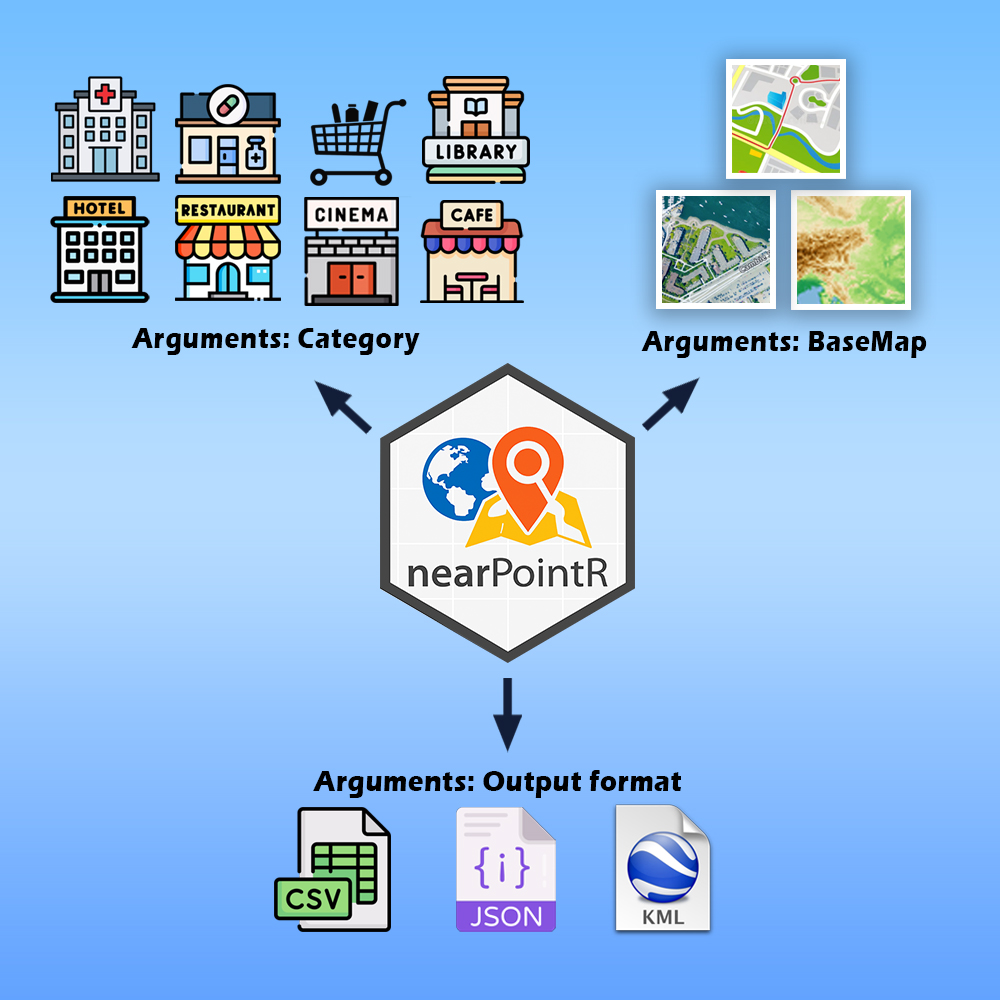 LIBRARY
HOTEL
RESTAURANT
CINEMA
CAFE
Arguments: Category
Arguments: BaseMap
nearPointR
Arguments: Output format
CSV
{i}
JSON
KML